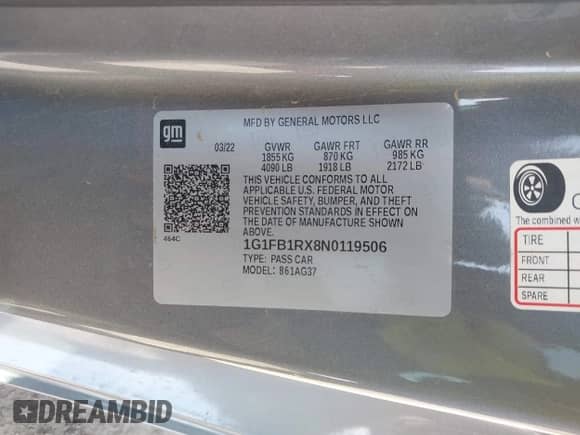 MFD BY GENERAL MOTORS LLC
gm
03/22 GVWR GAWR FRT GAWR RR
1855 KG 870 KG 985 KG
4090 LB 1918 LB 2172 LB
THIS VEHICLE CONFORMS TO ALL
APPLICABLE U.S. FEDERAL MOTOR
VEHICLE SAFETY, BUMPER, AND THEFT
PREVENTION STANDARDS IN EFFECT ON
THE DATE OF MANUFACTURE SHOWN
ABOVE.
464C
1G1FB1RX8N0119506
TYPE: PASS CAR
MODEL: 861AG37
The combined w
TIRE
FRONT
REAR
SPARE
DREAMBID